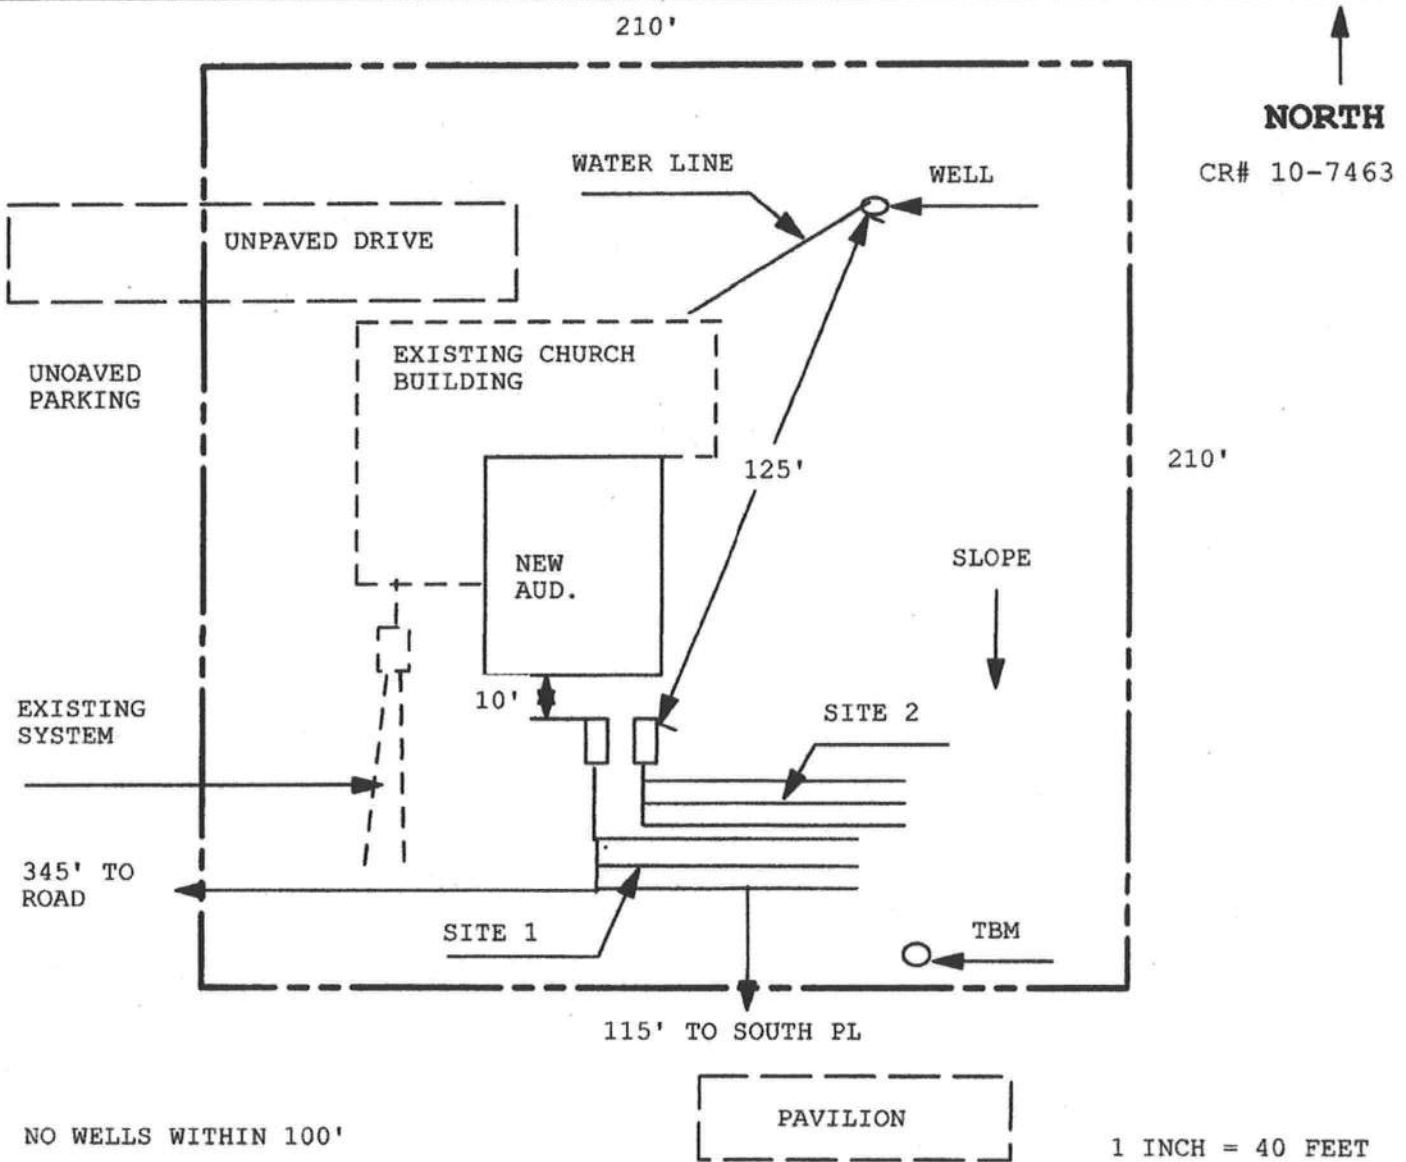 210'
NORTH
CR# 10-7463
WATER LINE
WELL
UNPAVED DRIVE
EXISTING CHURCH
BUILDING
UNOAVED
PARKING
125'
210'
NEW
AUD.
SLOPE
10'
EXISTING
SYSTEM
SITE 2
345' TO
ROAD
SITE 1
TBM
115' TO SOUTH PL
PAVILION
NO WELLS WITHIN 100'
1 INCH = 40 FEET